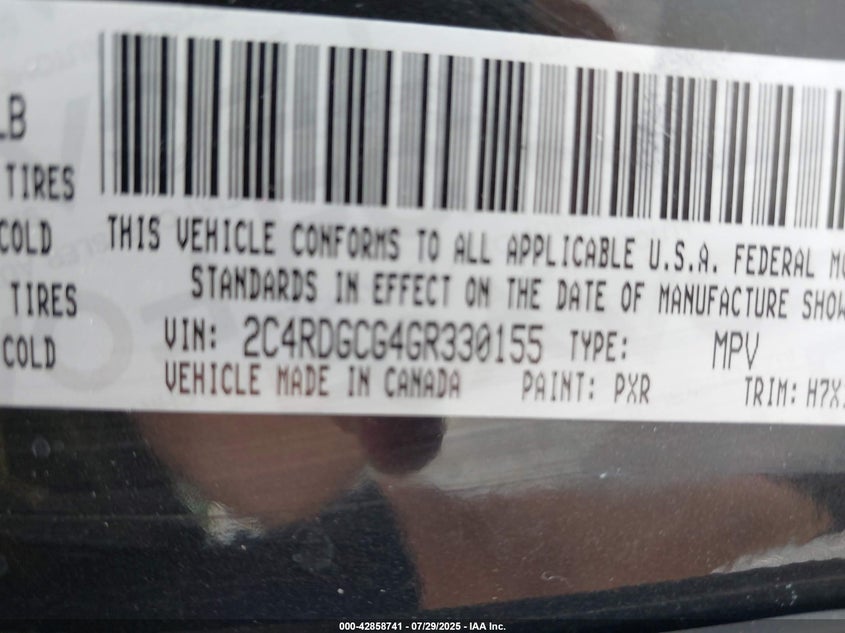 LB
TIRES
COLD
TIRES
COLD
THIS VEHICLE CONFORMS TO ALL APPLICABLE U.S.A. FEDERAL
STANDARDS IN EFFECT ON THE DATE OF MANUFACTURE SHOW
VIN: 2C4RDGCG4GR330155 TYPE: MPV
VEHICLE MADE IN CANADA PAINT: PXR TRIM: H7X
000-42858741 / 07/29/2025 - IAA Inc.